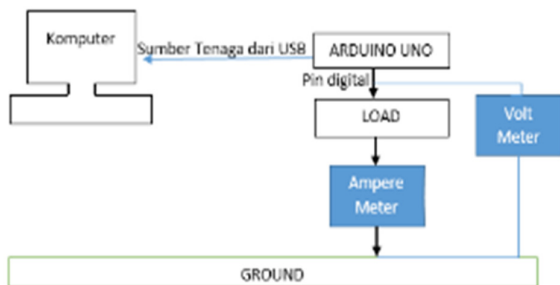 Komputer
Sumber Tenaga dari USB
ARDUINO UNO
Pin digital
LOAD
Volt
Meter
Ampere
Meter
GROUND